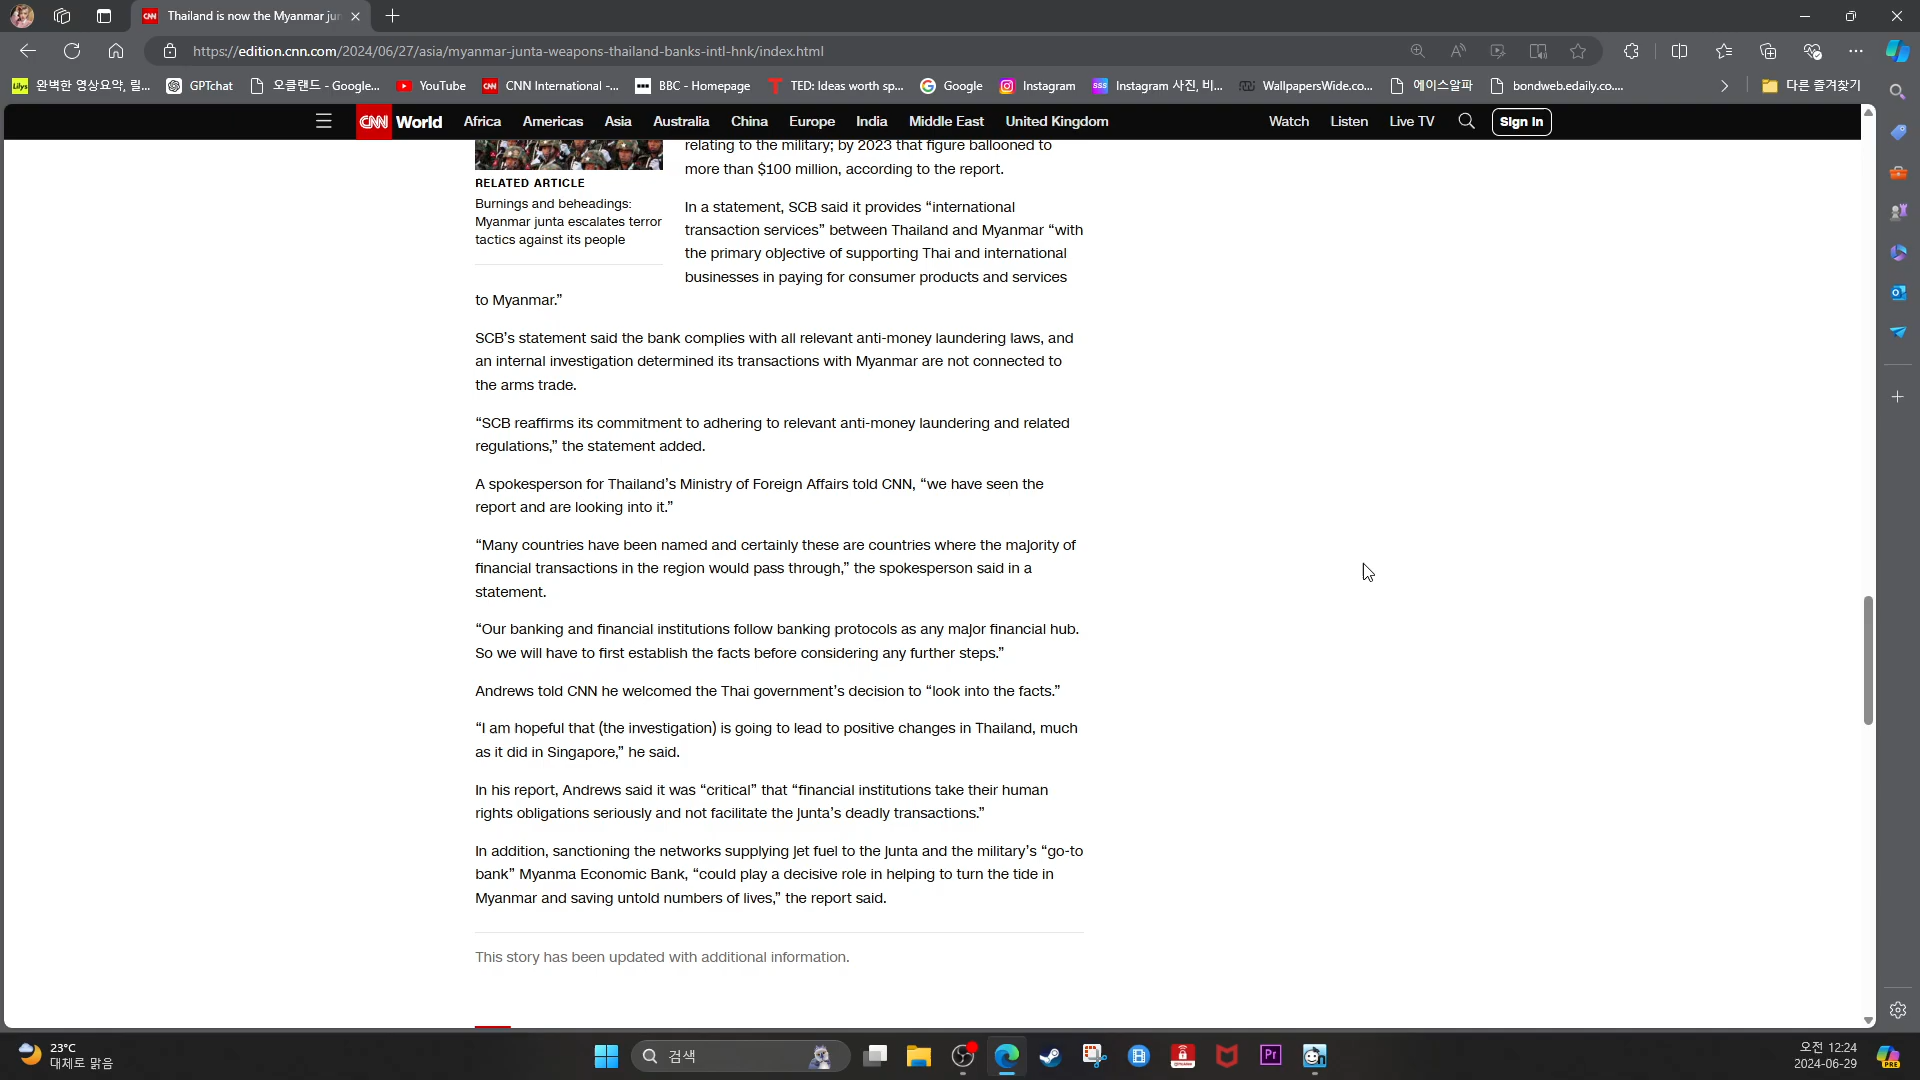 Thailand is now the Myanmar jun
https://edition.cnn.com/2024/06/27/asia/myanmar-junta-weapons-thailand-banks-intl-hnk/index.html
Lilys 완벽한 영상요약, 릴...
GPTchat
오클랜드 - Google...
YouTube
CNN International -...
BBC - Homepage
TED: Ideas worth sp...
Google
Instagram
SSS Instagram 사진, 비...
WallpapersWide.co...
에이스알파
bondweb.edaily.co....
다른 즐겨찾기
CNN World
Africa
Americas
Asia
Australia
China
Europe
India
Middle East
United Kingdom
Watch
Listen
Live TV
Sign in
RELATED ARTICLE
Burnings and beheadings:
Myanmar junta escalates terror
tactics against its people
relating to the military; by 2023 that figure ballooned to
more than $100 million, according to the report.
In a statement, SCB said it provides “international
transaction services” between Thailand and Myanmar “with
the primary objective of supporting Thai and international
businesses in paying for consumer products and services
to Myanmar.”
SCB’s statement said the bank complies with all relevant anti-money laundering laws, and
an internal investigation determined its transactions with Myanmar are not connected to
the arms trade.
“SCB reaffirms its commitment to adhering to relevant anti-money laundering and related
regulations,” the statement added.
A spokesperson for Thailand’s Ministry of Foreign Affairs told CNN, “we have seen the
report and are looking into it.”
“Many countries have been named and certainly these are countries where the majority of
financial transactions in the region would pass through,” the spokesperson said in a
statement.
“Our banking and financial institutions follow banking protocols as any major financial hub.
So we will have to first establish the facts before considering any further steps.”
Andrews told CNN he welcomed the Thai government’s decision to “look into the facts.”
“I am hopeful that (the investigation) is going to lead to positive changes in Thailand, much
as it did in Singapore,” he said.
In his report, Andrews said it was “critical” that “financial institutions take their human
rights obligations seriously and not facilitate the junta’s deadly transactions.”
In addition, sanctioning the networks supplying jet fuel to the junta and the military’s “go-to
bank” Myanma Economic Bank, “could play a decisive role in helping to turn the tide in
Myanmar and saving untold numbers of lives,” the report said.
This story has been updated with additional information.
23°C
대체로 맑음
검색
Pr
오전 12:24
2024-06-29
PRE